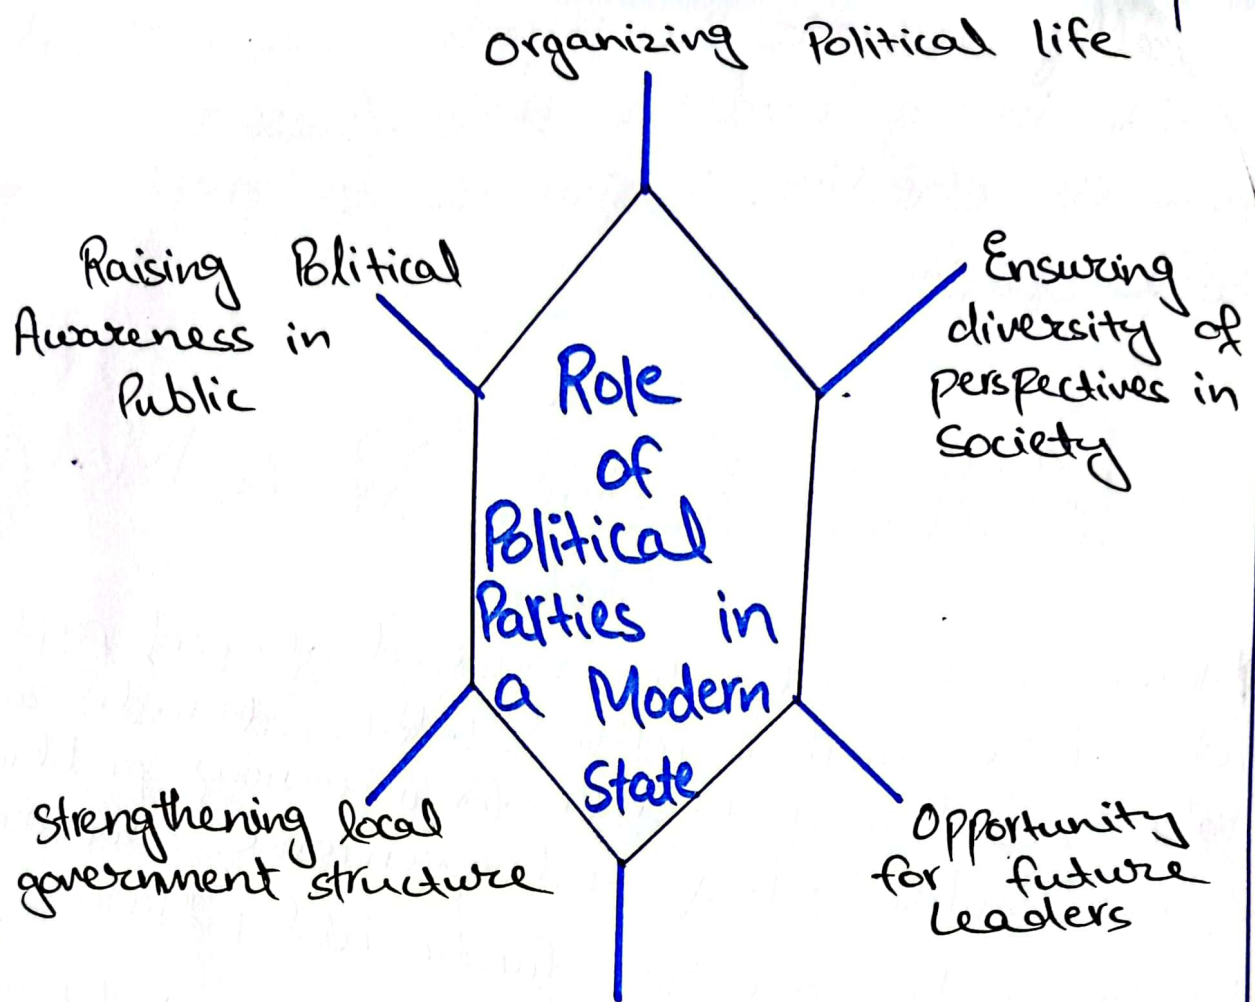 Organizing Political life
Raising Political
Awareness in
Public
Ensuring
diversity of
perspectives in
Society
Role
of
Political
Parties in
a Modern
State
Strengthening local
government structure
Opportunity
for future
Leaders